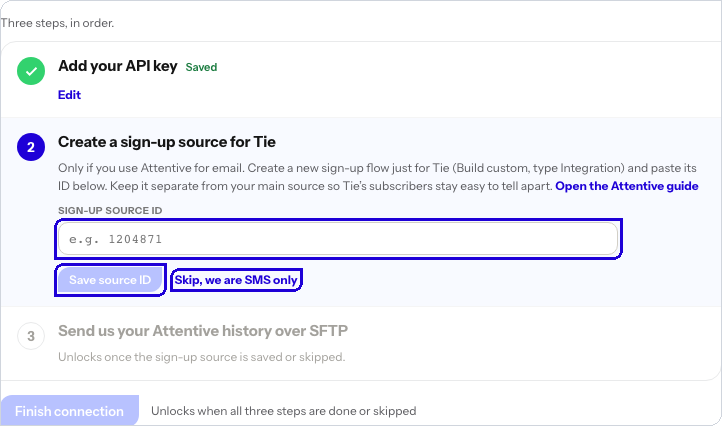 Three steps, in order.
Add your API key Saved
Edit
2 Create a sign-up source for Tie
Only if you use Attentive for email. Create a new sign-up flow just for Tie (Build custom, type Integration) and paste its
ID below. Keep it separate from your main source so Tie's subscribers stay easy to tell apart. Open the Attentive guide
SIGN-UP SOURCE ID
e.g. 1204871
Save source ID Skip, we are SMS only
3 Send us your Attentive history over SFTP
Unlocks once the sign-up source is saved or skipped.
Finish connection Unlocks when all three steps are done or skipped